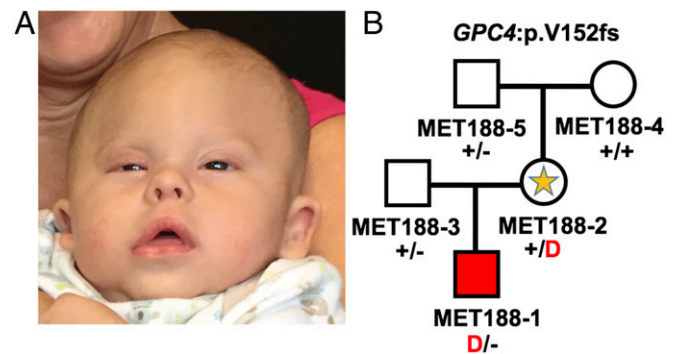 A
B
GPC4:p.V152fs
MET188-5 MET188-4
+/- +/+
MET188-3 MET188-2
+/- +/D
MET188-1
D/-